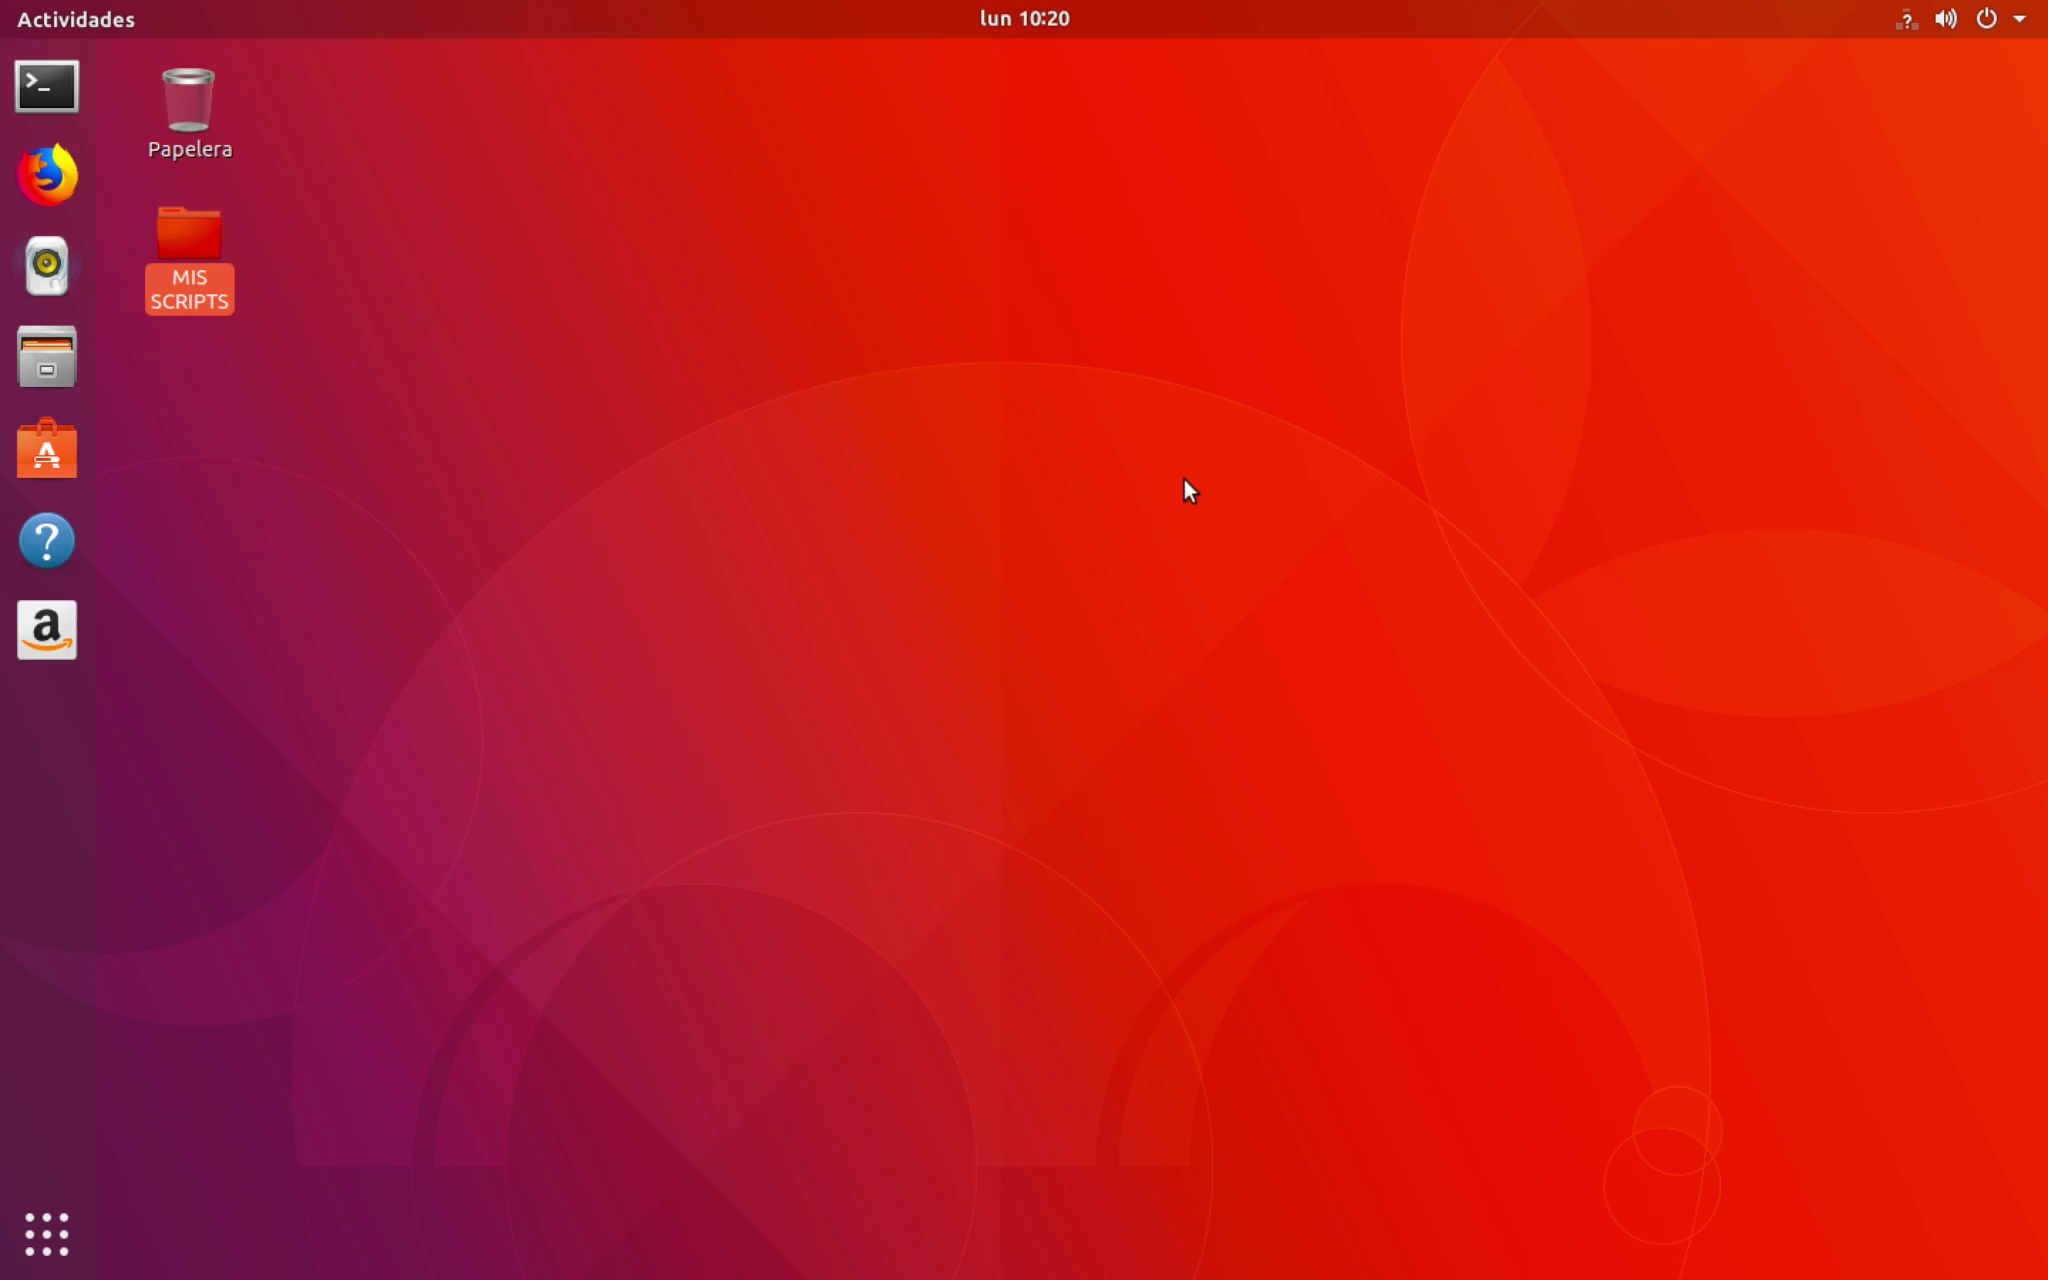 Actividades
lun 10:20
Papelera
MIS
SCRIPTS